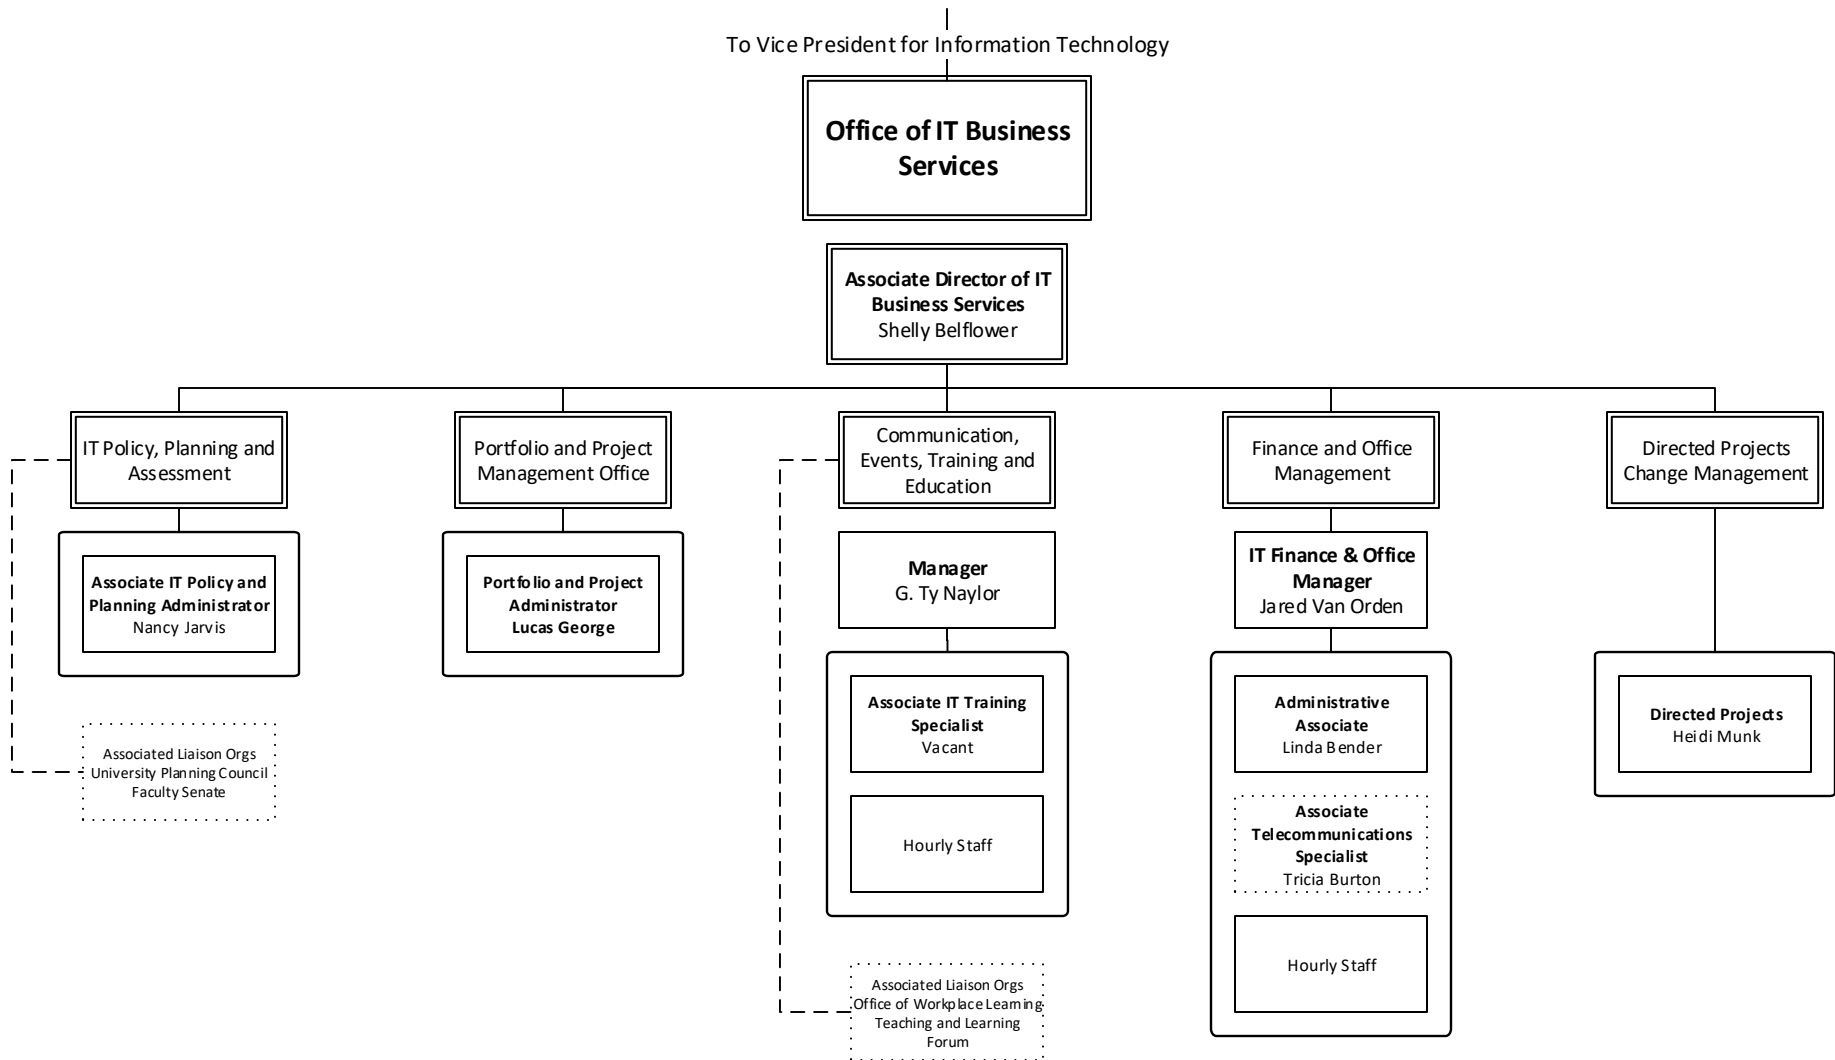 To Vice President for Information Technology
Office of IT Business
Services
Associate Director of IT
Business Services
Shelly Belflower
IT Policy, Planning and
Assessment
Portfolio and Project
Management Office
Communication,
Events, Training and
Education
Finance and Office
Management
Directed Projects
Change Management
Associate IT Policy and
Planning Administrator
Nancy Jarvis
Portfolio and Project
Administrator
Lucas George
Manager
G. Ty Naylor
IT Finance & Office
Manager
Jared Van Orden
Associate IT Training
Specialist
Vacant
Administrative
Associate
Linda Bender
Directed Projects
Heidi Munk
Associated Liaison Orgs
University Planning Council
Faculty Senate
Hourly Staff
Associate
Telecommunications
Specialist
Tricia Burton
Hourly Staff
Associated Liaison Orgs
Office of Workplace Learning
Teaching and Learning
Forum